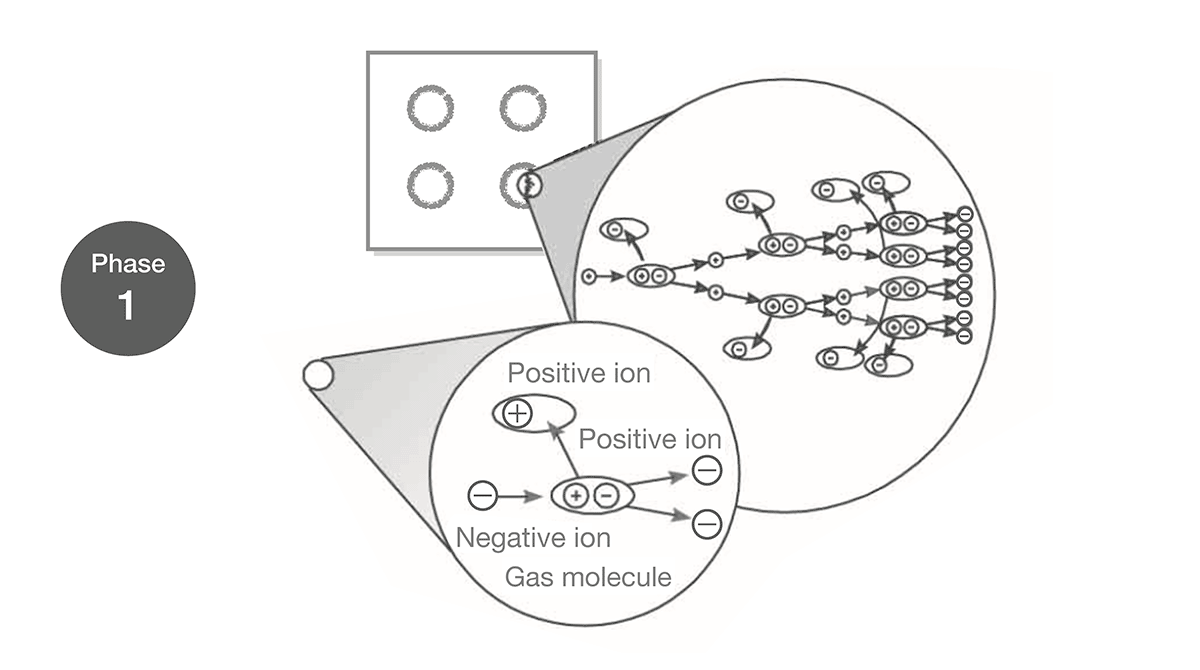 Phase
1
Positive ion
Positive ion
Negative ion
Gas molecule